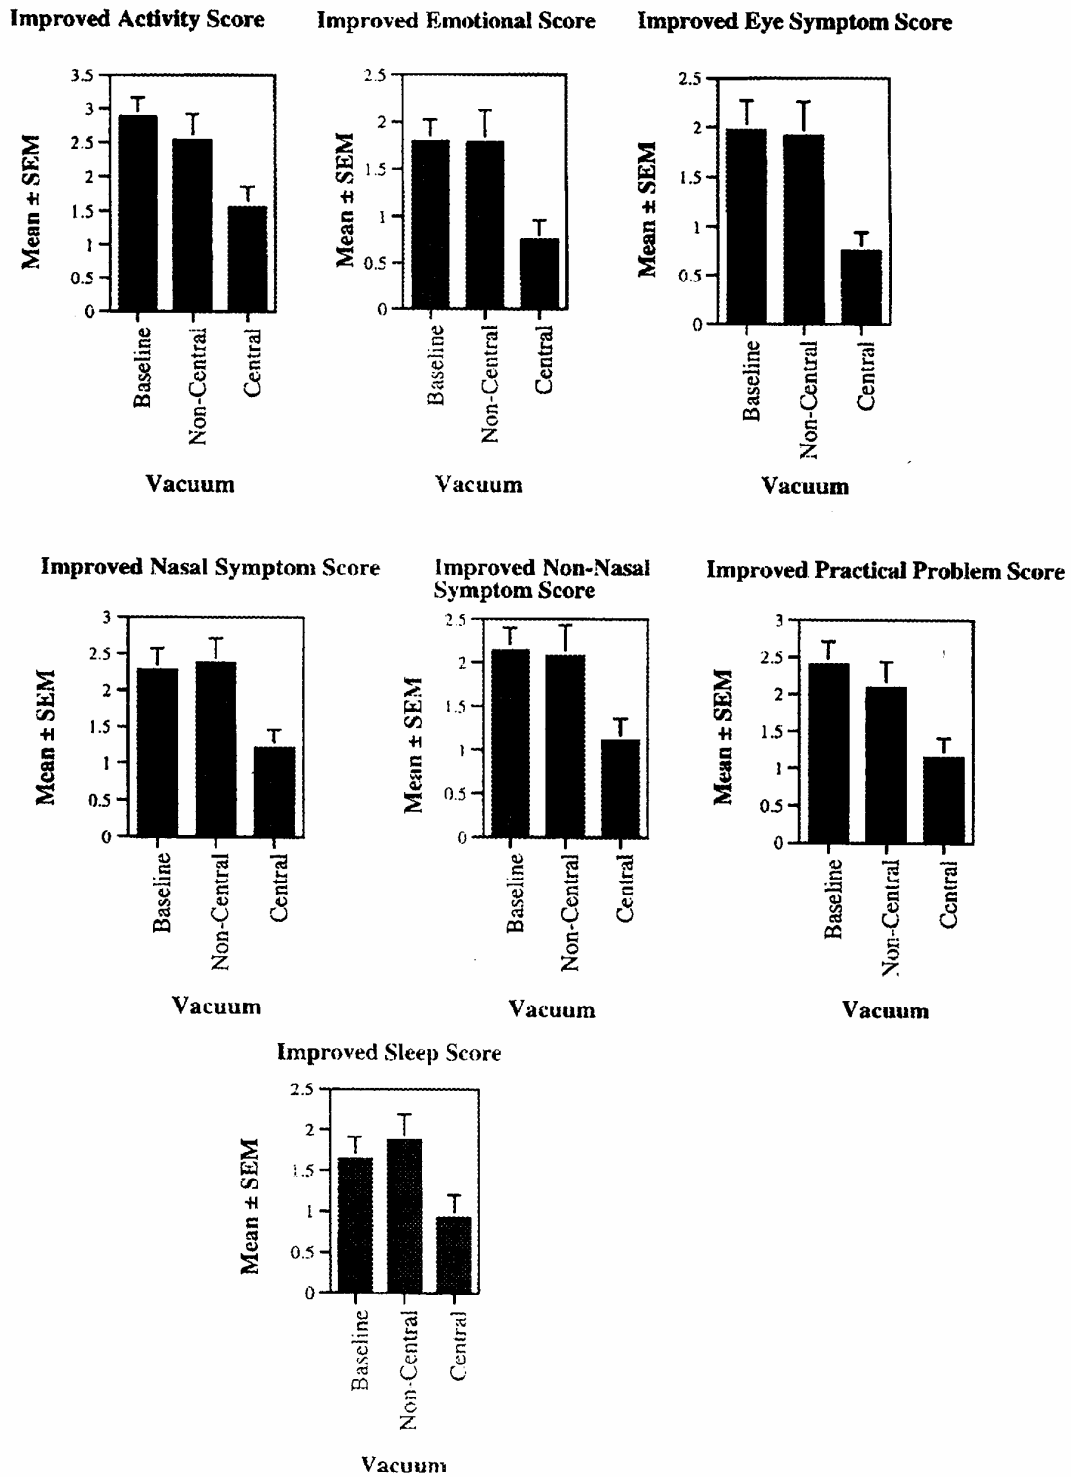 Improved Activity Score
Improved Emotional Score
Improved Eye Symptom Score
Mean ± SEM
3.5
3
2.5
2
1.5
1
0.5
0
Baseline
Non-Central
Central
Vacuum
Mean ± SEM
2.5
2
1.5
1
0.5
0
Baseline
Non-Central
Central
Vacuum
Mean ± SEM
2.5
2
1.5
1
0.5
0
Baseline
Non-Central
Central
Vacuum
Improved Nasal Symptom Score
Improved Non-Nasal
Symptom Score
Improved Practical Problem Score
Mean ± SEM
3
2.5
2
1.5
1
0.5
0
Baseline
Non-Central
Central
Vacuum
Mean ± SEM
2.5
2
1.5
1
0.5
0
Baseline
Non-Central
Central
Vacuum
Mean ± SEM
3
2.5
2
1.5
1
0.5
0
Baseline
Non-Central
Central
Vacuum
Improved Sleep Score
Mean ± SEM
2.5
2
1.5
1
0.5
0
Baseline
Non-Central
Central
Vacuum